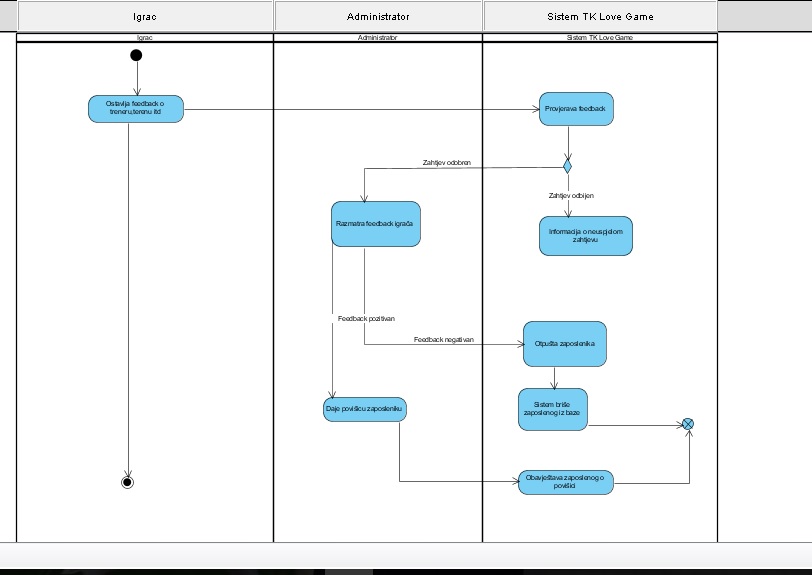 Igrac
Administrator
Sistem TK Love Game
Igrac
Administrator
Sistem TK Love Game
Ostavlja feedback o
treneru,terenu itd
Provjerava feedback
Zahtjev odobren
Zahtjev odbijen
Razmatra feedback igrača
Informacija o neuspjelom
zahtjevu
Feedback pozitivan
Feedback negativan
Otpušta zaposlenika
Daje povišicu zaposleniku
Sistem briše
zaposlenog iz baze
Obavještava zaposlenog o
povišici